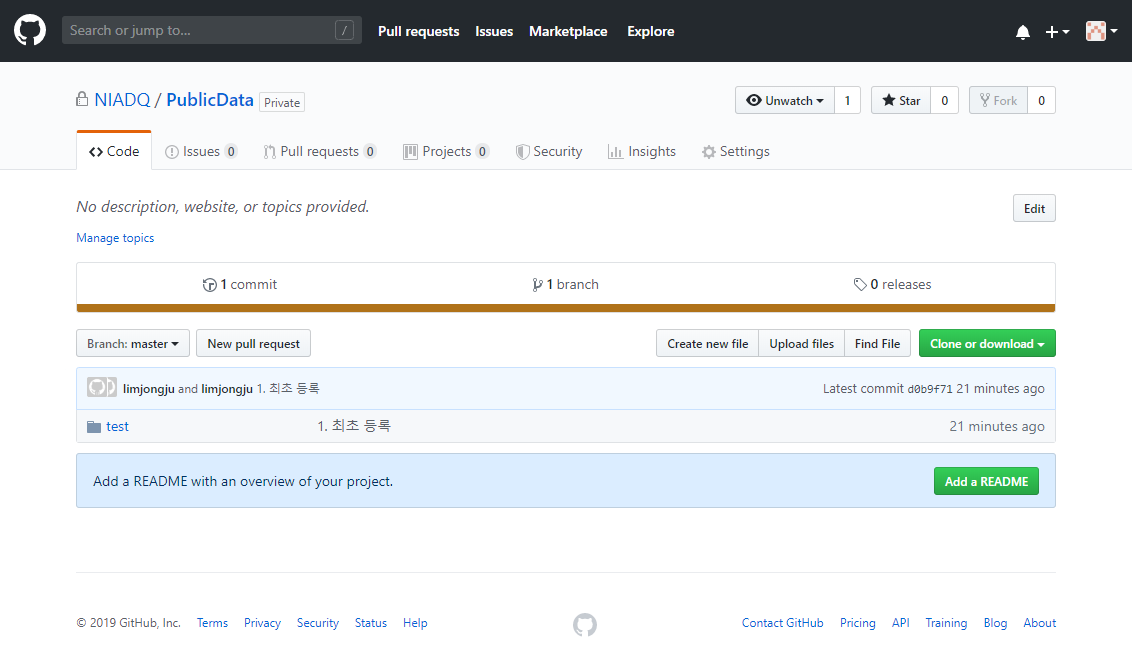 Search or jump to... / Pull requests Issues Marketplace Explore
NIADQ / PublicData Private Unwatch 1 Star 0 Fork 0
Code Issues 0 Pull requests 0 Projects 0 Security Insights Settings
No description, website, or topics provided. Edit
Manage topics
1 commit 1 branch 0 releases
Branch: master New pull request Create new file Upload files Find File Clone or download
limjongju and limjongju 1. 최초 등록 Latest commit d0b9f71 21 minutes ago
test 1. 최초 등록 21 minutes ago
Add a README with an overview of your project. Add a README
© 2019 GitHub, Inc. Terms Privacy Security Status Help Contact GitHub Pricing API Training Blog About